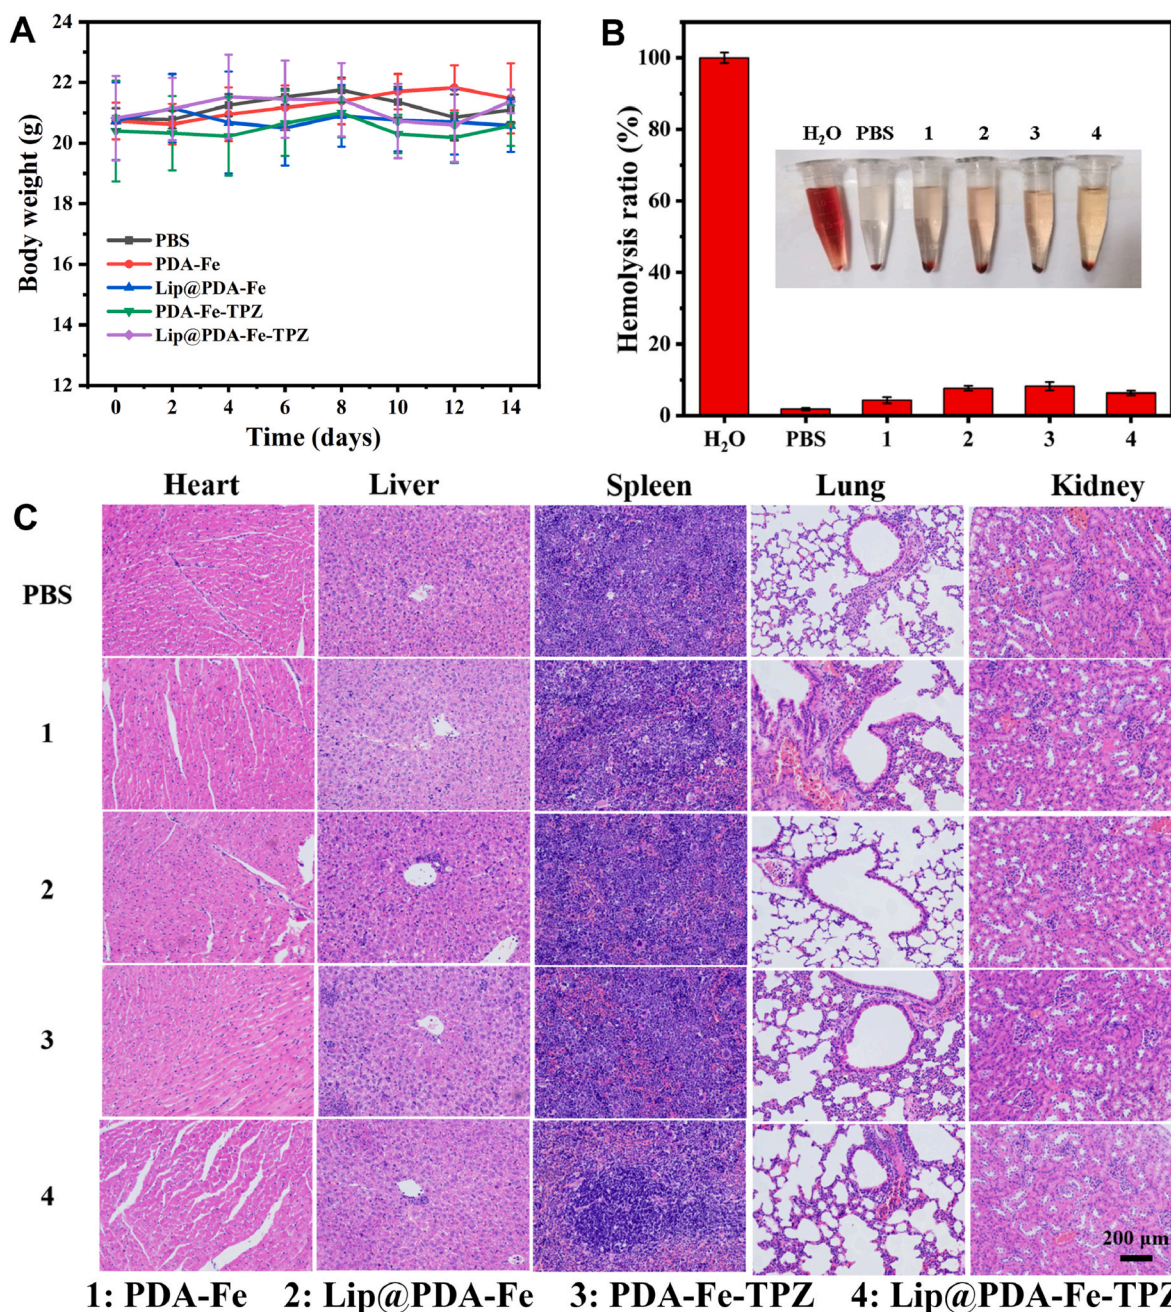 A
Body weight (g)
24
22
20
18
16
14
12
0 2 4 6 8 10 12 14
Time (days)
PBS
PDA-Fe
Lip@PDA-Fe
PDA-Fe-TPZ
Lip@PDA-Fe-TPZ
B
Hemolysis ratio (%)
100
80
60
40
20
0
H₂O PBS 1 2 3 4
H₂O PBS 1 2 3 4
C
Heart Liver Spleen Lung Kidney
PBS
1
2
3
4
200 µm
1: PDA-Fe 2: Lip@PDA-Fe 3: PDA-Fe-TPZ 4: Lip@PDA-Fe-TPZ